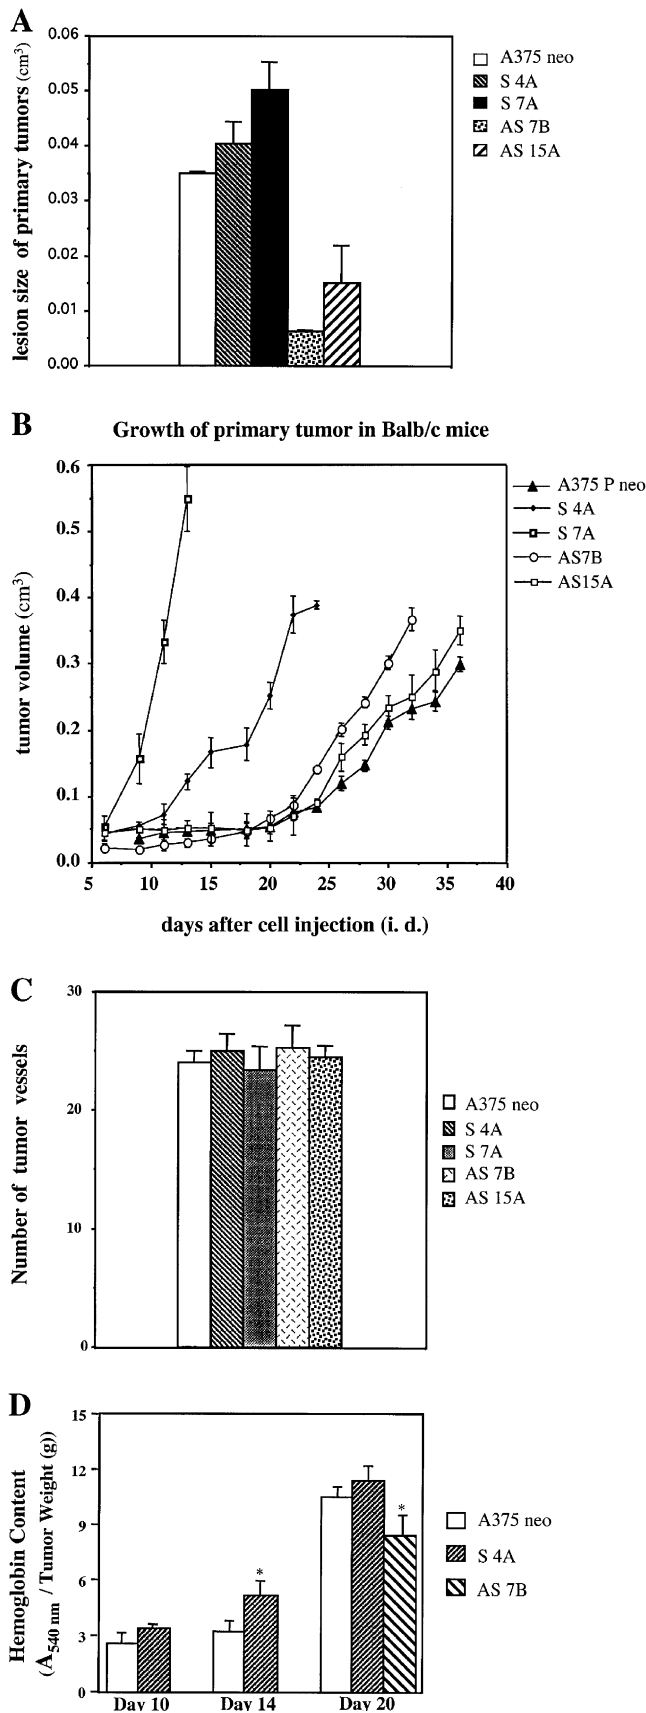 A
lesion size of primary tumors (cm³)
0.06
0.05
0.04
0.03
0.02
0.01
0.00
A375 neo
S 4A
S 7A
AS 7B
AS 15A
B
Growth of primary tumor in Balb/c mice
tumor volume (cm³)
0.6
0.5
0.4
0.3
0.2
0.1
0.0
5 10 15 20 25 30 35 40
days after cell injection (i. d.)
A375 P neo
S 4A
S 7A
AS7B
AS15A
C
Number of tumor vessels
30
20
10
0
A375 neo
S 4A
S 7A
AS 7B
AS 15A
D
Hemoglobin Content
(A540 nm / Tumor Weight (g))
15
12
9
6
3
0
*
*
Day 10 Day 14 Day 20
A375 neo
S 4A
AS 7B